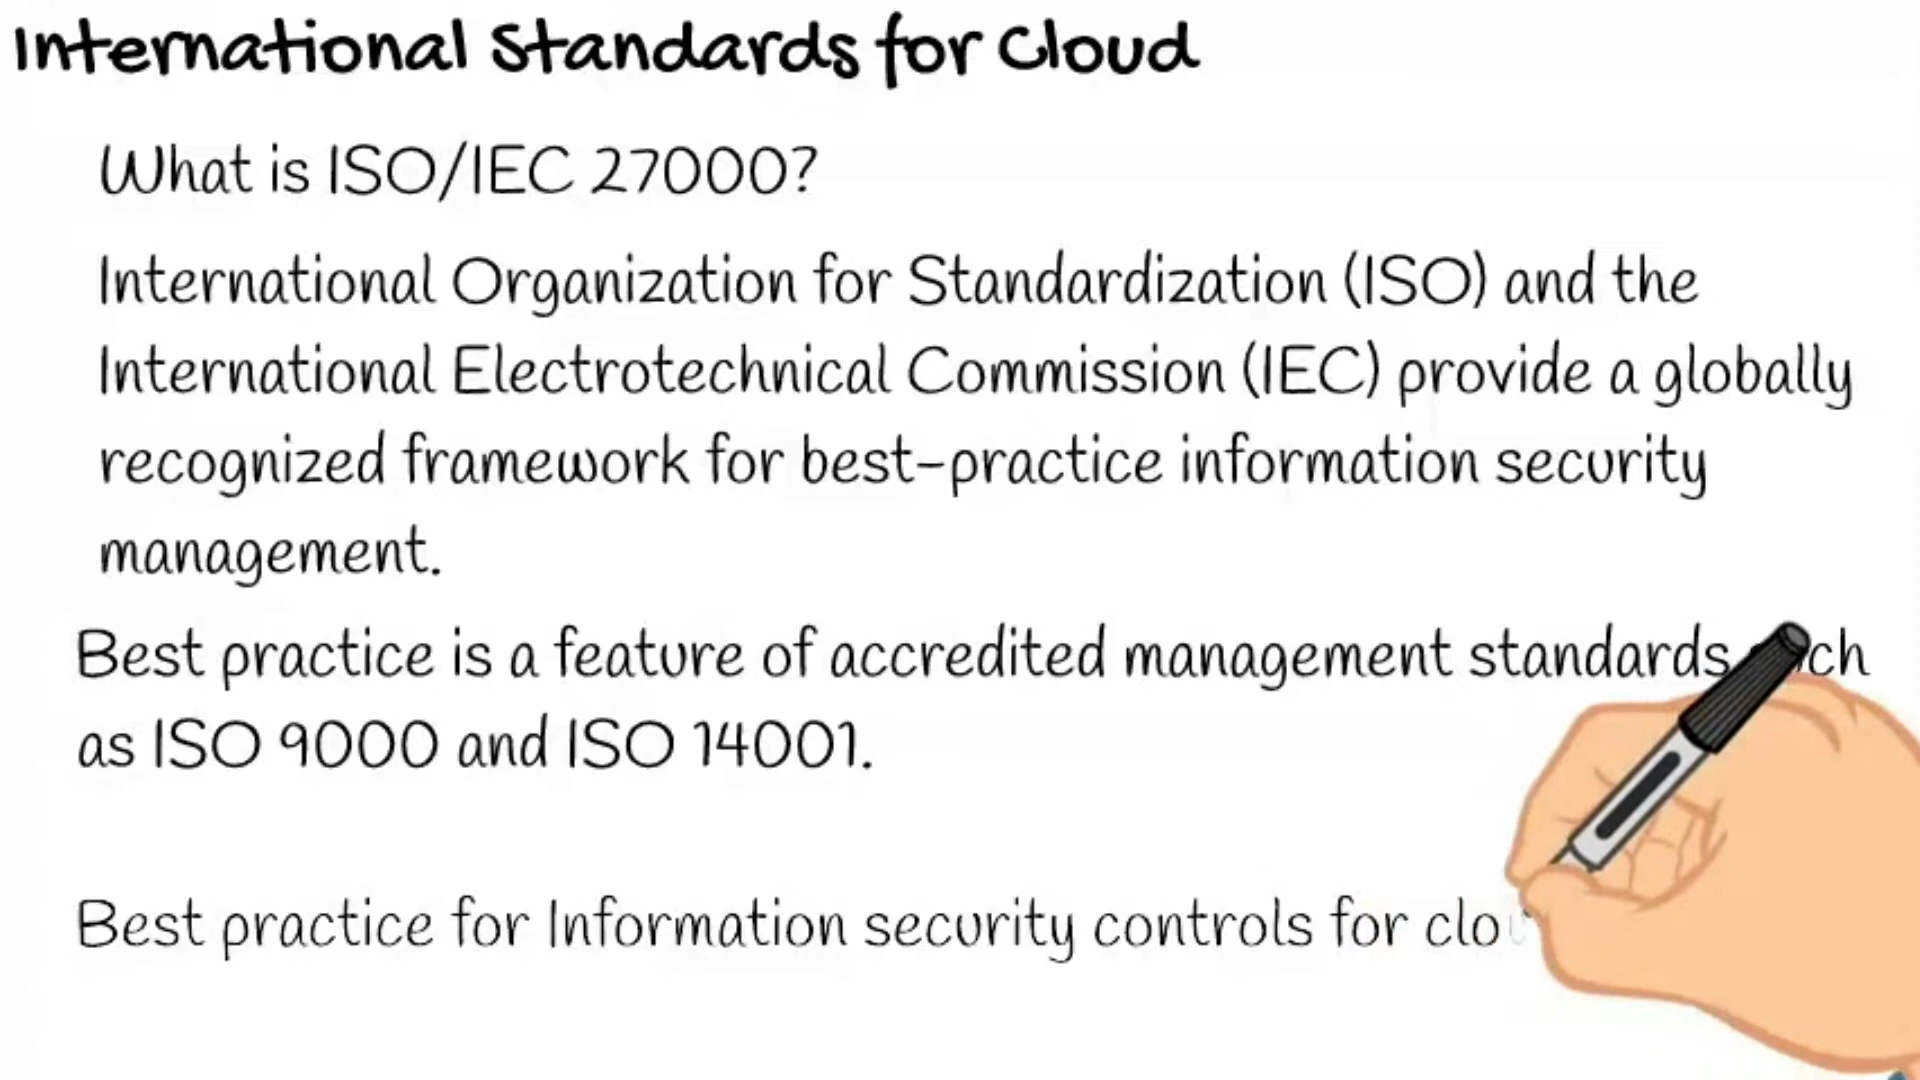 International Standards for Cloud
What is ISO/IEC 27000?
International Organization for Standardization (ISO) and the
International Electrotechnical Commission (IEC) provide a globally
recognized framework for best-practice information security
management.
Best practice is a feature of accredited management standards
as ISO 9000 and ISO 14001.
Best practice for Information security controls for